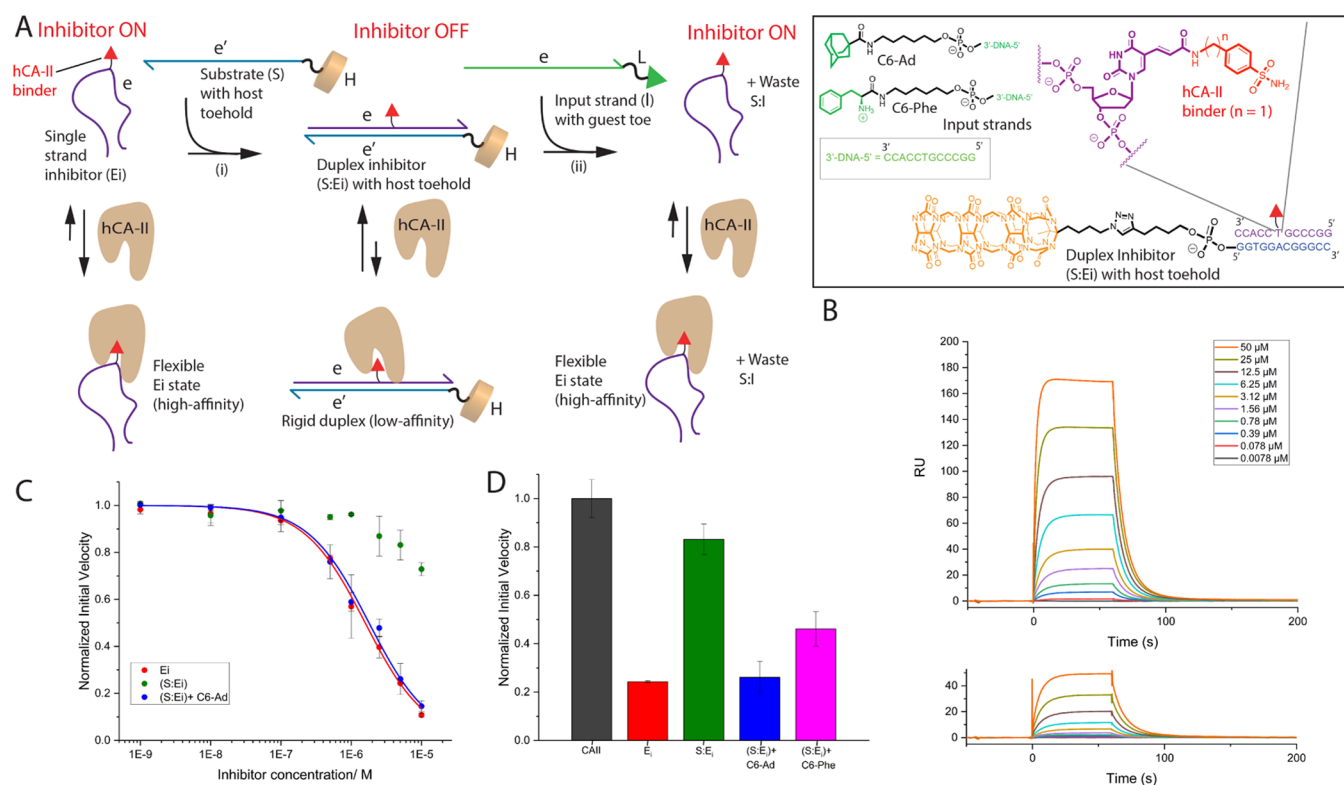 A
Inhibitor ON
hCA-II
binder
e
Single
strand
inhibitor (Ei)
e'
Substrate (S)
with host
toehold
H
(i)
Inhibitor OFF
e
e'
H
Duplex inhibitor
(S:Ei) with host toehold
e
L
Input strand (I)
with guest toe
(ii)
Inhibitor ON
+ Waste
S:I
hCA-II
hCA-II
hCA-II
Flexible
Ei state
(high-affinity)
e
e'
H
Rigid duplex (low-affinity)
Flexible
Ei state
(high-affinity)
+ Waste
S:I
C6-Ad
3'-DNA-5'
C6-Phe
3'-DNA-5'
Input strands
3' 5'
3'-DNA-5' = CCACCTGCCCGG
hCA-II
binder (n = 1)
Duplex Inhibitor
(S:Ei) with host toehold
3' 5'
CCACC T GCCCGG
GGTGGACGGGCC
5' 3'
B
200
180
160
140
120
100
80
60
40
20
0
RU
50 µM
25 µM
12.5 µM
6.25 µM
3.12 µM
1.56 µM
0.78 µM
0.39 µM
0.078 µM
0.0078 µM
0 100 200
Time (s)
40
20
0
0 100 200
Time (s)
C
Normalized Initial Velocity
1.0
0.8
0.6
0.4
0.2
0.0
Ei
(S:Ei)
(S:Ei)+ C6-Ad
1E-9 1E-8 1E-7 1E-6 1E-5
Inhibitor concentration/ M
D
Normalized Initial Velocity
1.0
0.8
0.6
0.4
0.2
0.0
CAII
Ei
S:Ei
(S:Ei)+
C6-Ad
(S:Ei)+
C6-Phe